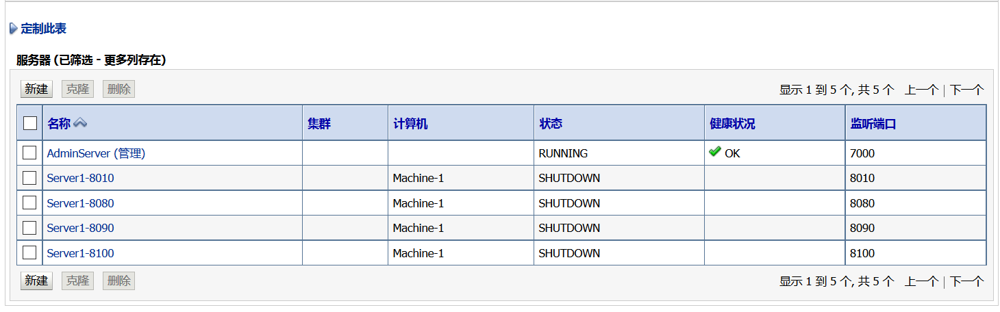 定制此表
服务器 (已筛选 - 更多列存在)
新建 克隆 删除 显示 1 到 5 个, 共 5 个 上一个 | 下一个
名称 集群 计算机 状态 健康状况 监听端口
AdminServer (管理) RUNNING OK 7000
Server1-8010 Machine-1 SHUTDOWN 8010
Server1-8080 Machine-1 SHUTDOWN 8080
Server1-8090 Machine-1 SHUTDOWN 8090
Server1-8100 Machine-1 SHUTDOWN 8100
新建 克隆 删除 显示 1 到 5 个, 共 5 个 上一个 | 下一个